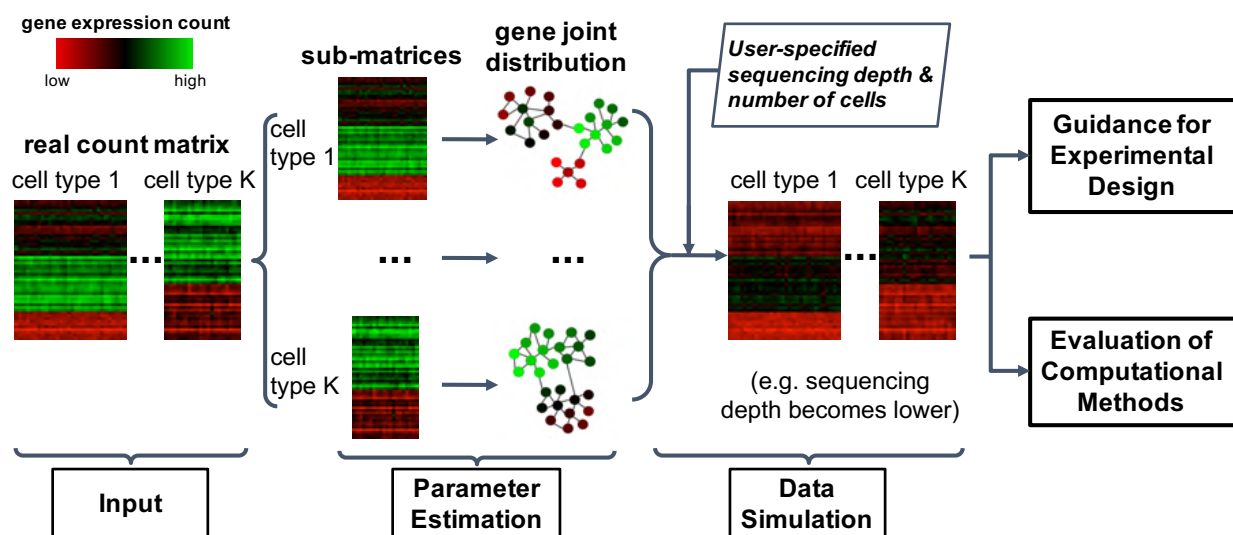 gene expression count
low high
real count matrix
cell type 1 cell type K
...
sub-matrices
gene joint
distribution
cell
type 1
... ...
cell
type K
User-specified
sequencing depth &
number of cells
cell type 1 cell type K
...
(e.g. sequencing
depth becomes lower)
Guidance for
Experimental
Design
Evaluation of
Computational
Methods
Input
Parameter
Estimation
Data
Simulation